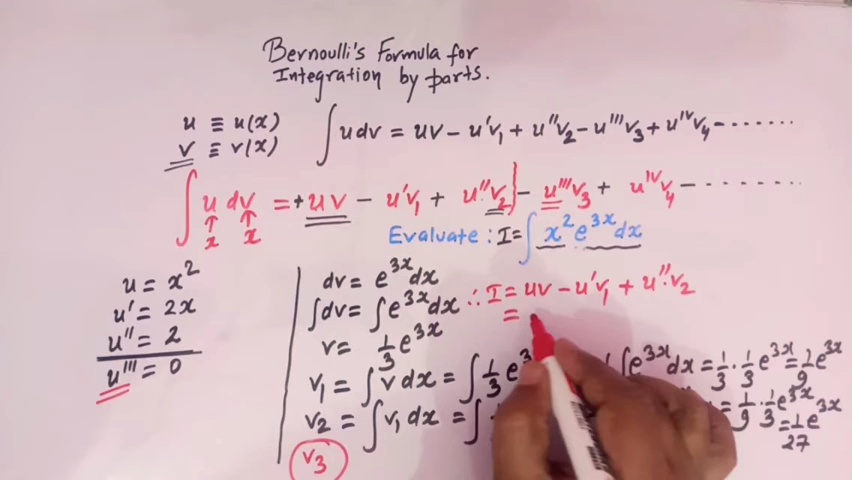 Bernoulli's Formula for
Integration by parts.
u ≡ u(x)
v ≡ v(x)
∫ u dv = uv - u'v₁ + u''v₂ - u'''v₃ + u^{IV}v₄ - - - - - - -
∫ u dv = + uv - u'v₁ + u''.v₂ - u'''v₃ + u^{IV}v₄ - - - - - - -
↑ ↑
x x
Evaluate : I = ∫ x² e^{3x} dx
u = x²
u' = 2x
u'' = 2
u''' = 0
dv = e^{3x}dx
∫dv = ∫ e^{3x}dx
v = 1/3 e^{3x}
v₁ = ∫ v dx = ∫ 1/3 e
∫ e^{3x}dx = 1/3 · 1/3 e^{3x} = 1/9 e^{3x}
v₂ = ∫ v₁ dx = ∫
= 1/9 · 1/3 e^{3x}
= 1/27 e^{3x}
v₃
∴ I = uv - u'v₁ + u''.v₂
=